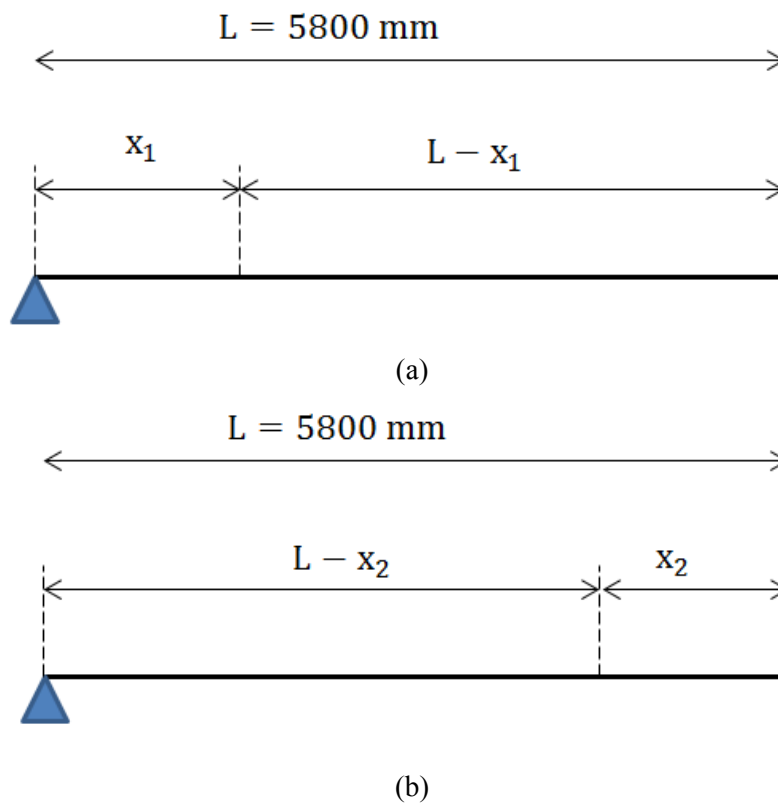 L = 5800 mm
x₁
L − x₁
(a)
L = 5800 mm
L − x₂
x₂
(b)